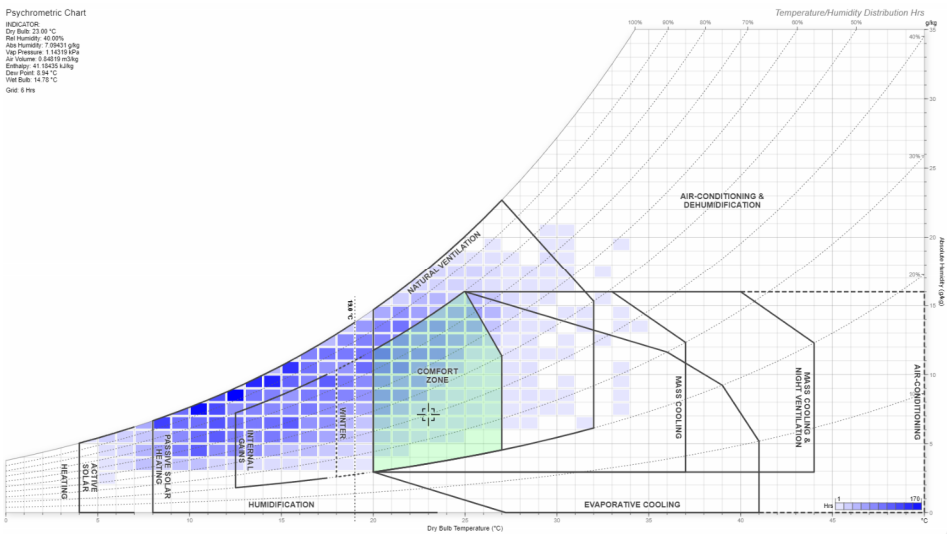 Psychrometric Chart
Temperature/Humidity Distribution Hrs
INDICATOR:
Dry Bulb: 23.00 °C
Rel Humidity: 40.00%
Abs Humidity: 7.09431 g/kg
Vap Pressure: 1.14319 kPa
Air Volume: 0.84819 m3/kg
Enthalpy: 41.18435 kJ/kg
Dew Point: 8.94 °C
Wet Bulb: 14.78 °C
Grid: 6 Hrs
100% 90% 80% 70% 60% 50%
g/kg
35
40%
30
30%
25
AIR-CONDITIONING &
DEHUMIDIFICATION
20
NATURAL VENTILATION
Absolute Humidity (g/kg)
20%
15
COMFORT
ZONE
10
WINTER
INTERNAL
GAINS
PASSIVE SOLAR
HEATING
ACTIVE
SOLAR
HEATING
MASS COOLING
MASS COOLING &
NIGHT VENTILATION
AIR-CONDITIONING
5
HUMIDIFICATION
EVAPORATIVE COOLING
1 170
Hrs
0
0 5 10 15 20 25 30 35 40 45 °C
Dry Bulb Temperature (°C)